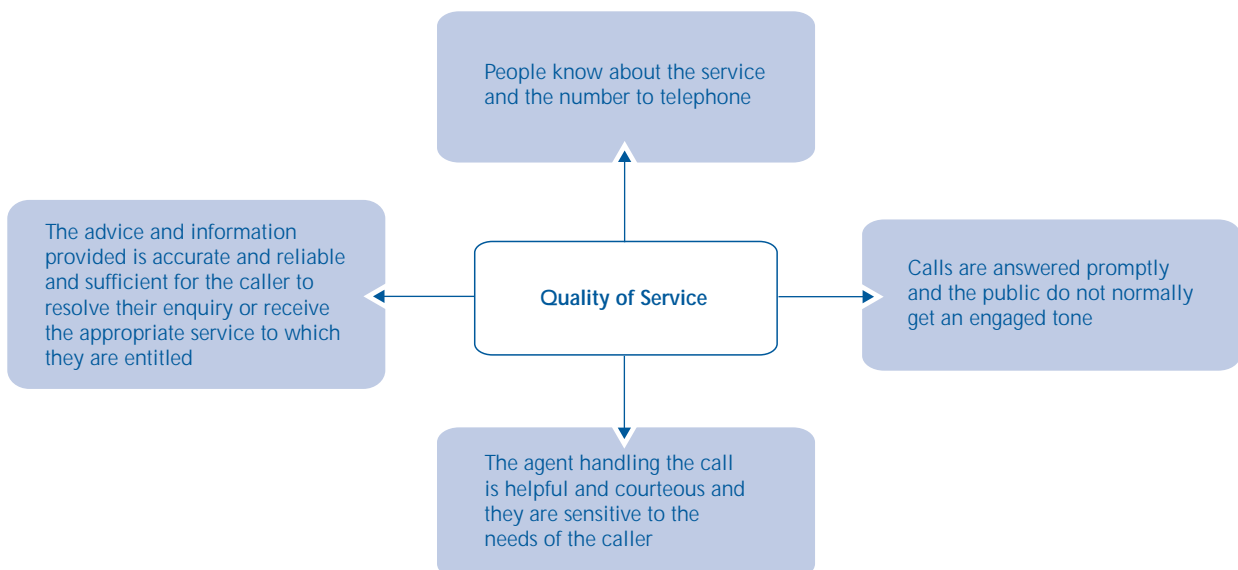 People know about the service
and the number to telephone
The advice and information
provided is accurate and reliable
and sufficient for the caller to
resolve their enquiry or receive
the appropriate service to which
they are entitled
Quality of Service
Calls are answered promptly
and the public do not normally
get an engaged tone
The agent handling the call
is helpful and courteous and
they are sensitive to the
needs of the caller